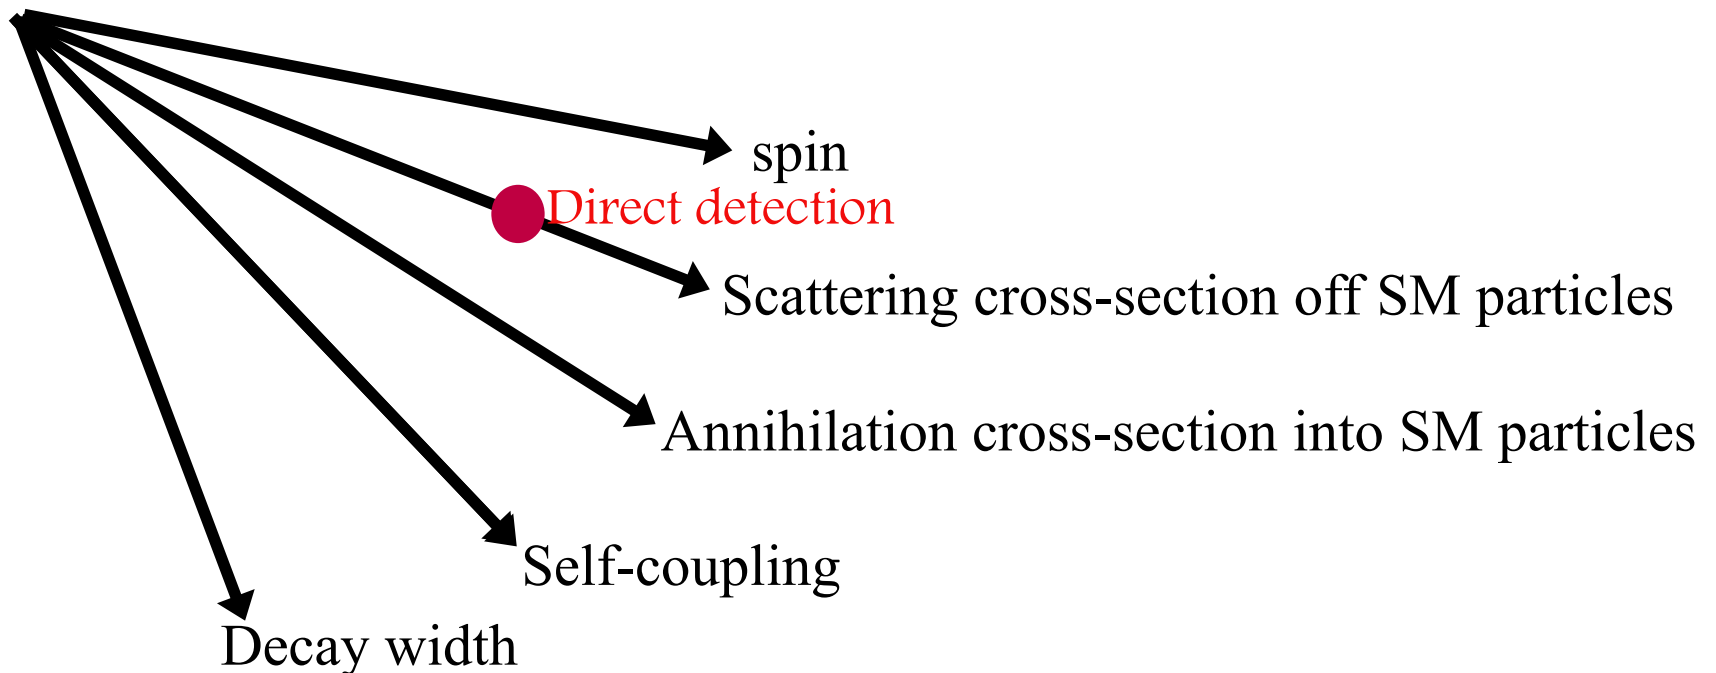 spin
Direct detection
Scattering cross-section off SM particles
Annihilation cross-section into SM particles
Self-coupling
Decay width